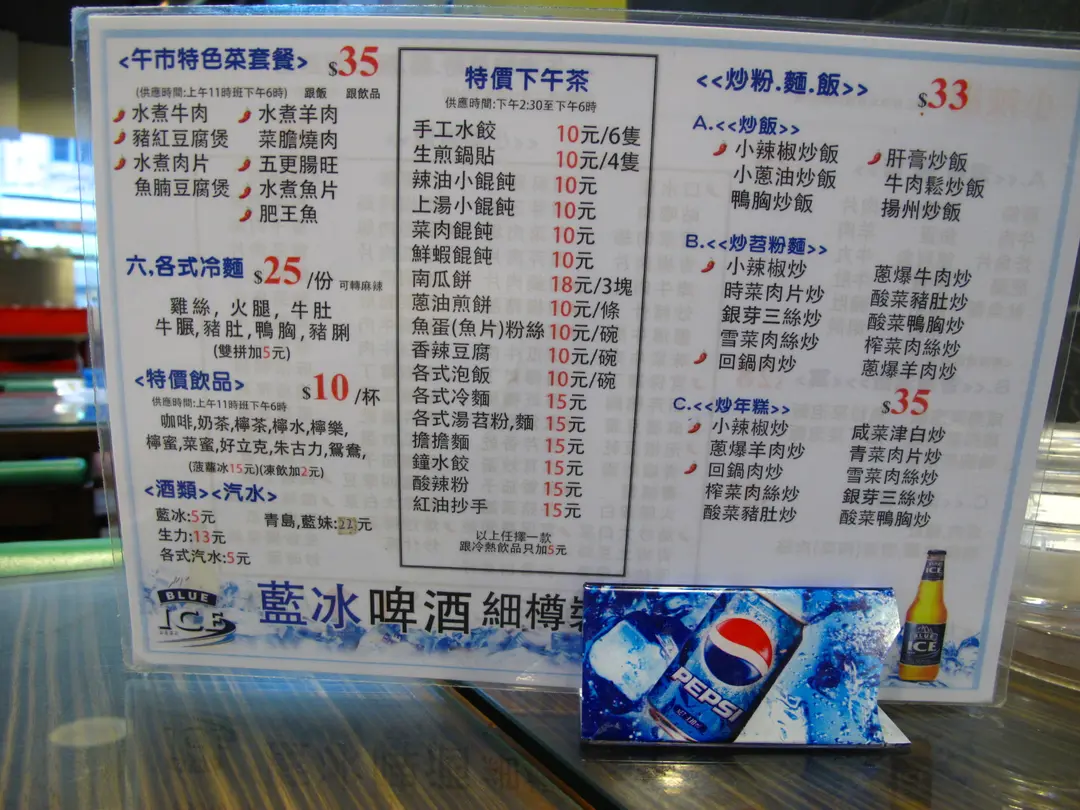 <午市特色菜套餐> $35
(供應時間:上午11時班下午6時) 跟飯 跟飲品
水煮牛肉 水煮羊肉
豬紅豆腐煲 菜膽燒肉
水煮肉片 五更腸旺
魚腩豆腐煲 水煮魚片
肥王魚
六,各式冷麵 $25/份 可轉麻辣
雞絲, 火腿, 牛肚
牛脤,豬肚,鴨胸,豬脷
(雙拼加5元)
<特價飲品> $10/杯
供應時間:上午11時班下午6時
咖啡,奶茶,檸茶,檸水,檸樂,
檸蜜,菜蜜,好立克,朱古力,鴛鴦,
(菠蘿冰15元)(凍飲加2元)
<酒類><汽水>
藍冰:5元 青島,藍妹:22元
生力:13元
各式汽水:5元
特價下午茶
供應時間:下午2:30至下午6時
手工水餃 10元/6隻
生煎鍋貼 10元/4隻
辣油小餛飩 10元
上湯小餛飩 10元
菜肉餛飩 10元
鮮蝦餛飩 10元
南瓜餅 18元/3塊
蔥油煎餅 10元/條
魚蛋(魚片)粉絲 10元/碗
香辣豆腐 10元/碗
各式泡飯 10元/碗
各式冷麵 15元
各式湯苕粉,麵 15元
擔擔麵 15元
鐘水餃 15元
酸辣粉 15元
紅油抄手 15元
以上任擇一款
跟冷熱飲品只加5元
<<炒粉.麵.飯>> $33
A.<<炒飯>>
小辣椒炒飯 肝膏炒飯
小蔥油炒飯 牛肉鬆炒飯
鴨胸炒飯 揚州炒飯
B.<<炒苕粉麵>>
小辣椒炒 蔥爆牛肉炒
時菜肉片炒 酸菜豬肚炒
銀芽三絲炒 酸菜鴨胸炒
雪菜肉絲炒 榨菜肉絲炒
回鍋肉炒 蔥爆羊肉炒
C.<<炒年糕>> $35
小辣椒炒 咸菜津白炒
蔥爆羊肉炒 青菜肉片炒
回鍋肉炒 雪菜肉絲炒
榨菜肉絲炒 銀芽三絲炒
酸菜豬肚炒 酸菜鴨胸炒
BLUE
ICE
藍冰啤酒 細樽
PEPSI
BLUE
ICE